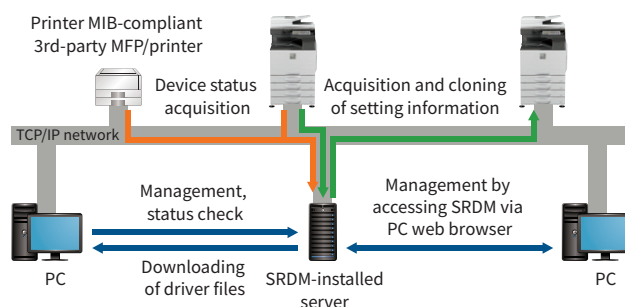 Printer MIB-compliant
3rd-party MFP/printer
Device status
acquisition
Acquisition and cloning
of setting information
TCP/IP network
Management,
status check
Management by
accessing SRDM via
PC web browser
PC
Downloading
of driver files
SRDM-installed
server
PC